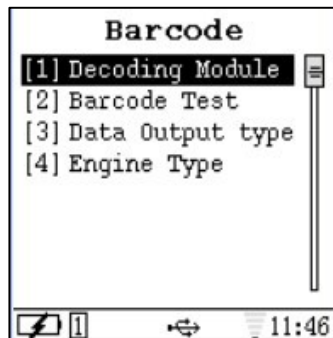 Barcode
[1] Decoding Module
[2] Barcode Test
[3] Data Output type
[4] Engine Type
1 11:46